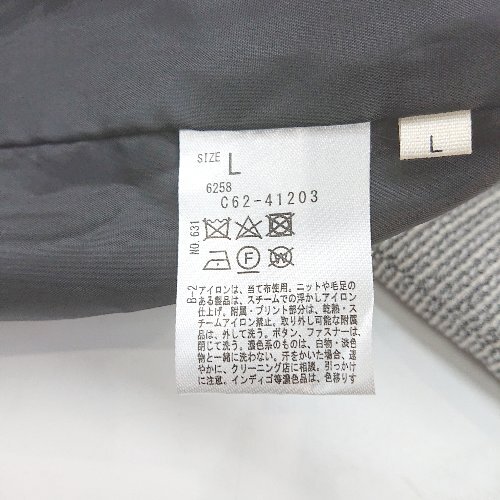 SIZE L
6258
C62-41203
NO.631
B-2
アイロンは、当て布使用。ニットや毛足の
ある製品は、スチームでの浮かしアイロン
仕上げ。附属・プリント部分は、乾熱・ス
チームアイロン禁止。取り外し可能な附属
品は、外して洗う。ボタン、ファスナーは、
閉じて洗う。濃色系のものは、白物・淡色
物と一緒に洗わない。汗をかいた場合、速
やかに、クリーニング店に相談。引っかけ
に注意。インディゴ等濃色品は、色移りす
F
W
L